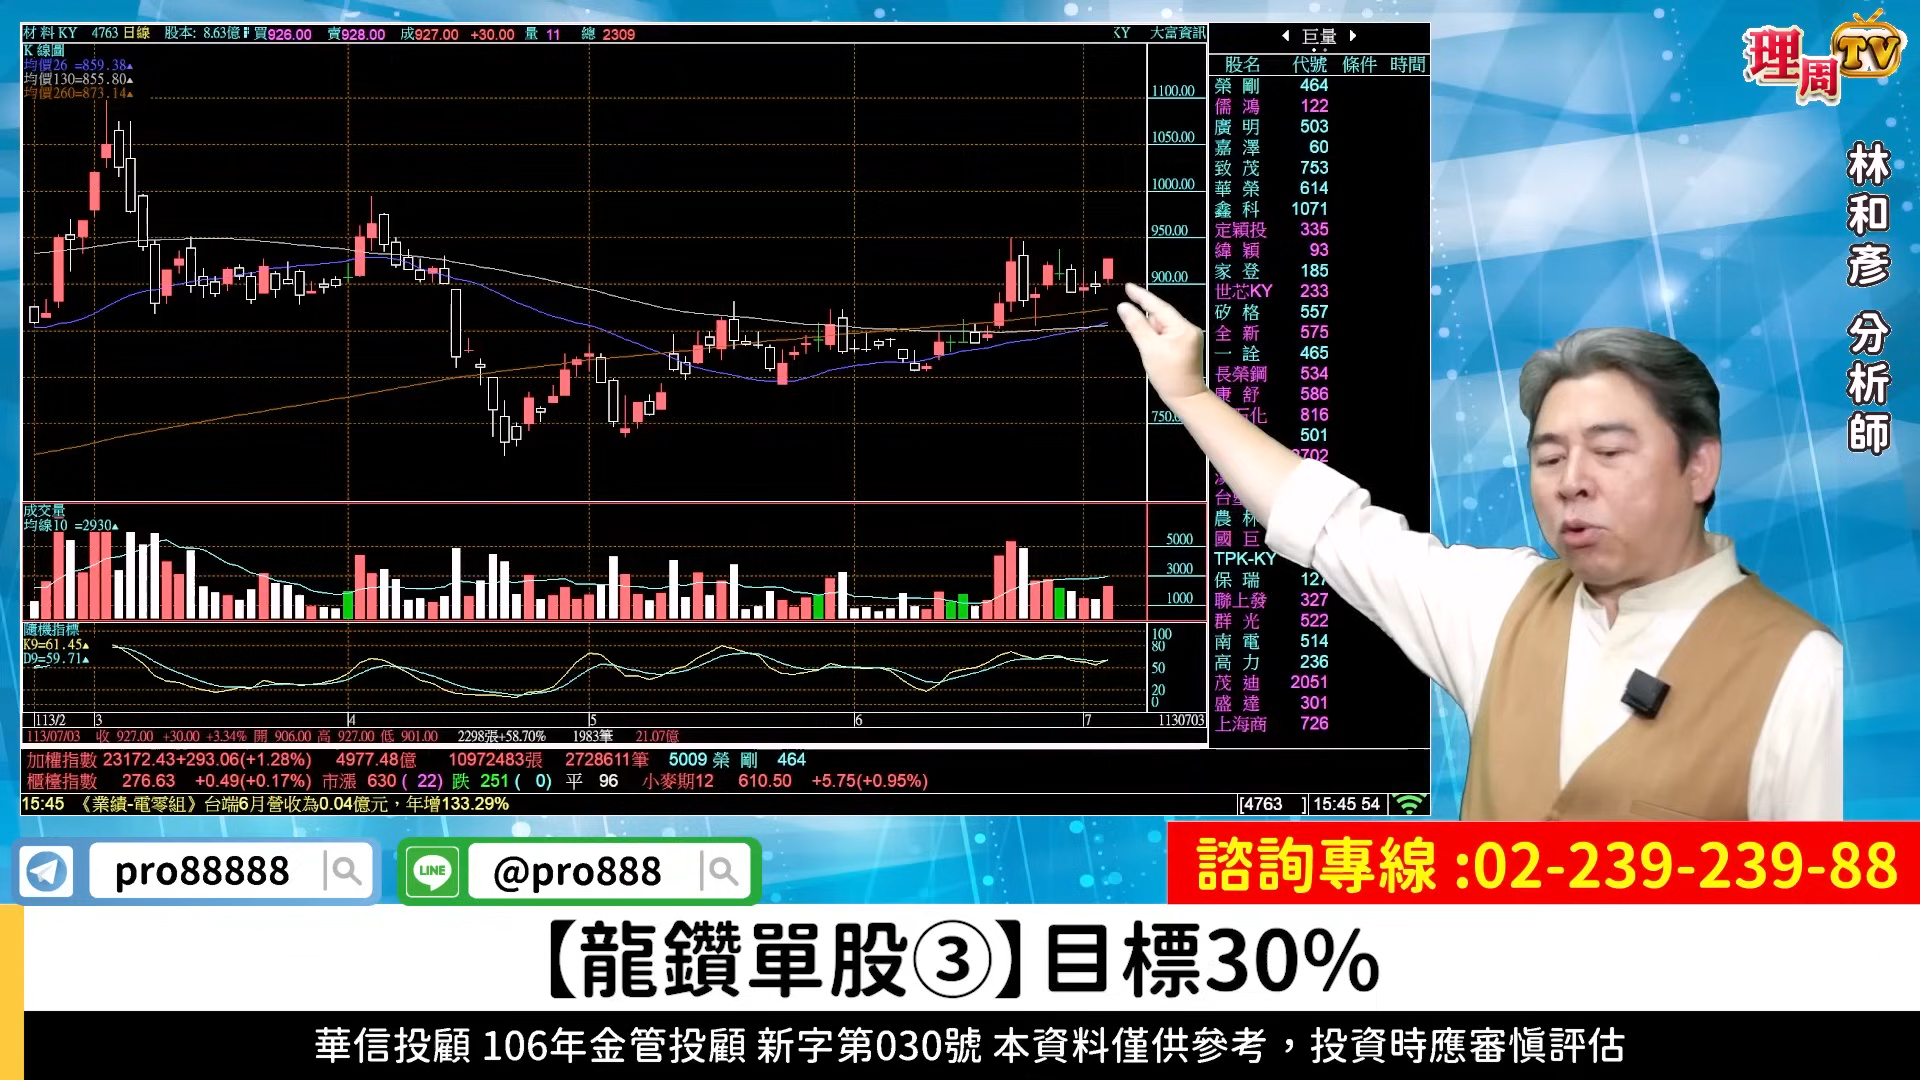 材料KY 4763 日線 股本: 8.63億 買926.00 賣928.00 成927.00 +30.00 量 11 總 2309 KY 大富資訊
K 線圖
均價26 =859.38▲
均價130=855.80▲
均價260=873.14▲
1100.00
1050.00
1000.00
950.00
900.00
750.0
成交量
均線10 =2930▲
5000
3000
1000
隨機指標
K9=61.45▲
D9=59.71▲
100
80
50
20
0
113/2 3 4 5 6 7 1130703
113/07/03 收 927.00 +30.00 +3.34% 開 906.00 高 927.00 低 901.00 2298張+58.70% 1983筆 21.07億
巨量
股名 代號 條件 時間
榮剛 464
儒鴻 122
廣明 503
嘉澤 60
致茂 753
華榮 614
鑫科 1071
定穎投 335
緯穎 93
家登 185
世芯KY 233
矽格 557
全新 575
一詮 465
長榮鋼 534
康舒 586
石化 816
501
2702
台塑
農林
國巨
TPK-KY
保瑞 127
聯上發 327
群光 522
南電 514
高力 236
茂迪 2051
盛達 301
上海商 726
加權指數 23172.43+293.06(+1.28%) 4977.48億 10972483張 2728611筆 5009 榮剛 464
櫃檯指數 276.63 +0.49(+0.17%) 市漲 630 ( 22) 跌 251 ( 0) 平 96 小麥期12 610.50 +5.75(+0.95%)
15:45 《業績-電零組》台端6月營收為0.04億元，年增133.29% [4763 ] 15:45 54
理周TV
林和彥 分析師
pro88888
LINE @pro888
諮詢專線 :02-239-239-88
【龍鑽單股③】目標30%
華信投顧 106年金管投顧 新字第030號 本資料僅供參考，投資時應審慎評估